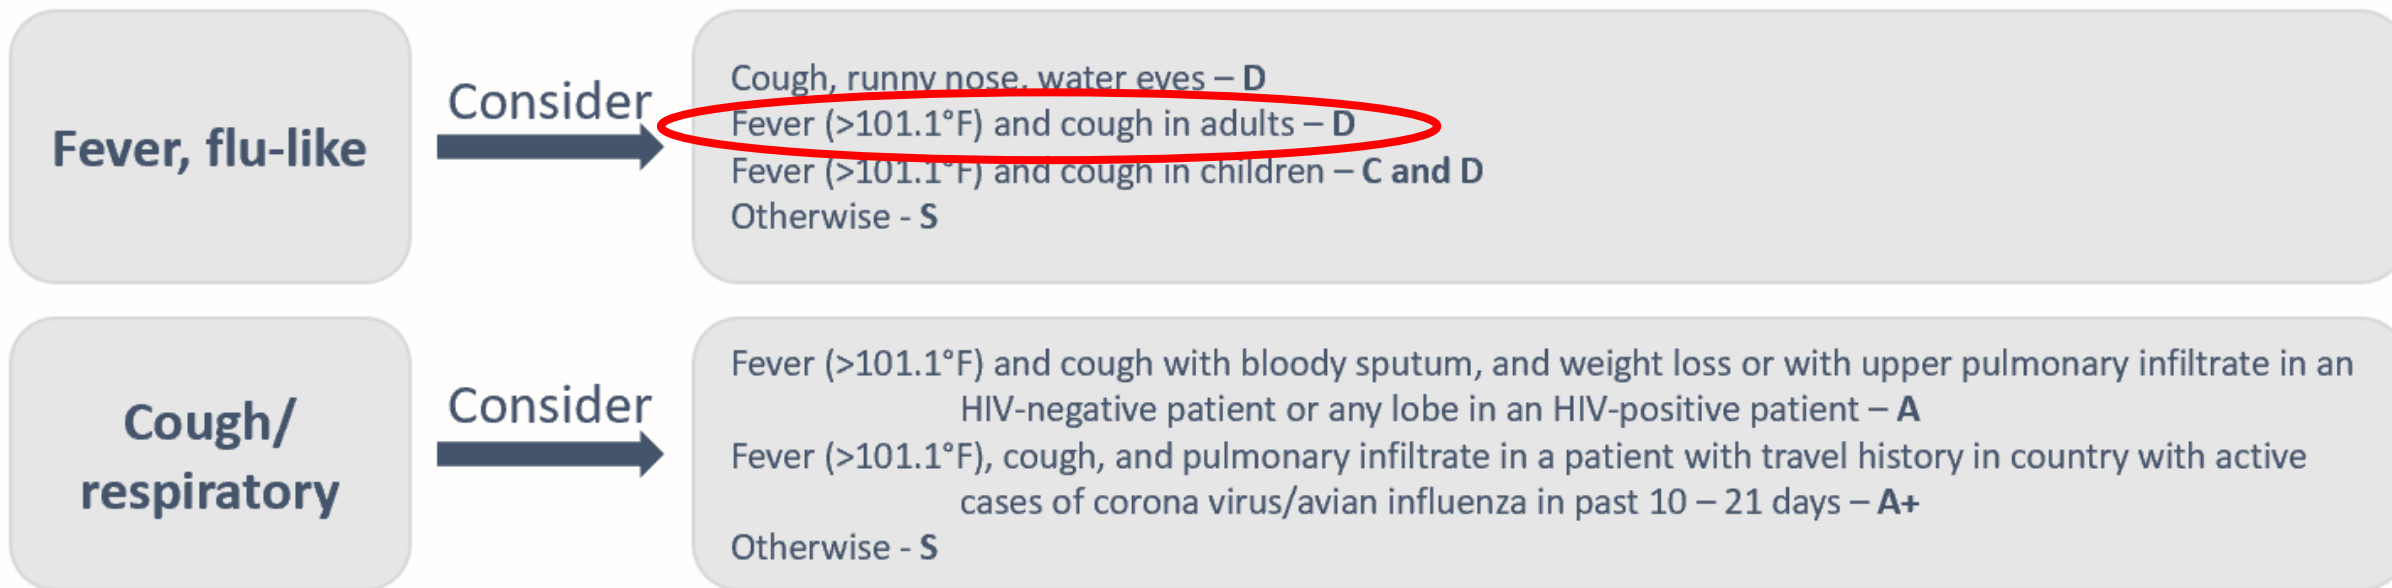 Fever, flu-like
Consider
Cough, runny nose, water eyes – D
Fever (>101.1°F) and cough in adults – D
Fever (>101.1°F) and cough in children – C and D
Otherwise - S
Cough/
respiratory
Consider
Fever (>101.1°F) and cough with bloody sputum, and weight loss or with upper pulmonary infiltrate in an
HIV-negative patient or any lobe in an HIV-positive patient – A
Fever (>101.1°F), cough, and pulmonary infiltrate in a patient with travel history in country with active
cases of corona virus/avian influenza in past 10 – 21 days – A+
Otherwise - S